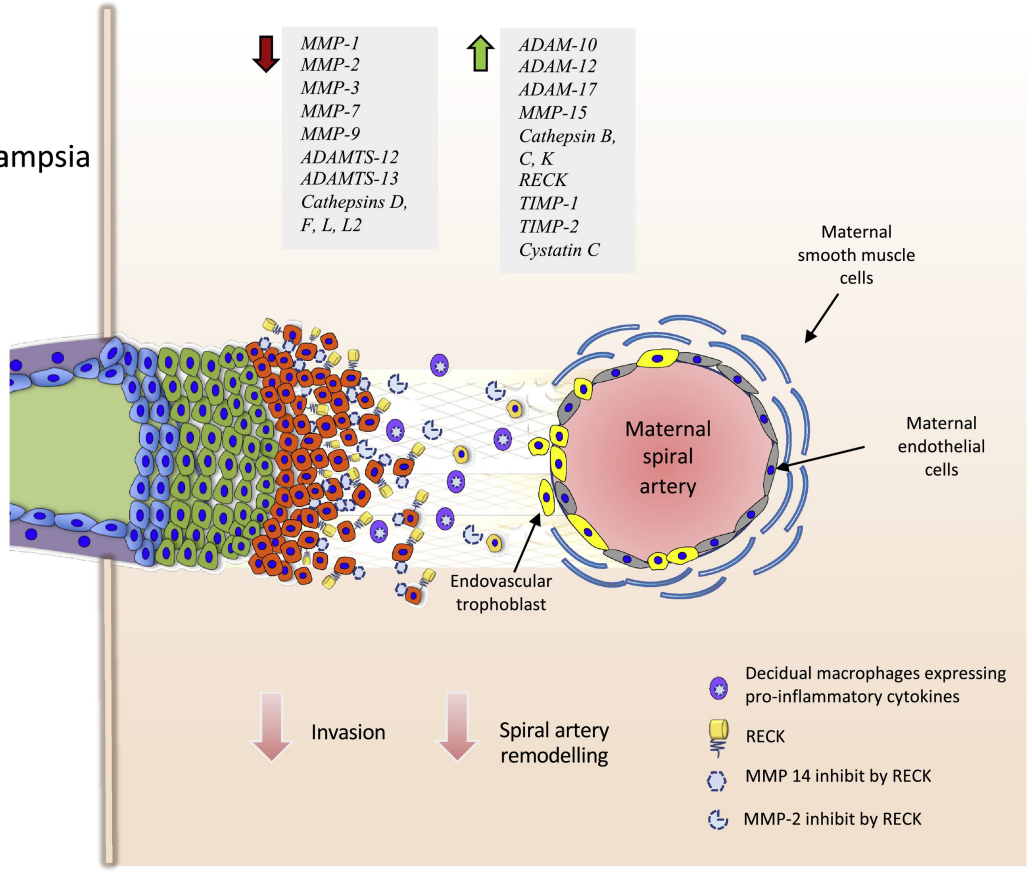 MMP-1
MMP-2
MMP-3
MMP-7
MMP-9
ADAMTS-12
ADAMTS-13
Cathepsins D,
F, L, L2
ADAM-10
ADAM-12
ADAM-17
MMP-15
Cathepsin B,
C, K
RECK
TIMP-1
TIMP-2
Cystatin C
ampsia
Maternal
smooth muscle
cells
Maternal
endothelial
cells
Maternal
spiral
artery
Endovascular
trophoblast
Invasion
Spiral artery
remodelling
Decidual macrophages expressing
pro-inflammatory cytokines
RECK
MMP 14 inhibit by RECK
MMP-2 inhibit by RECK